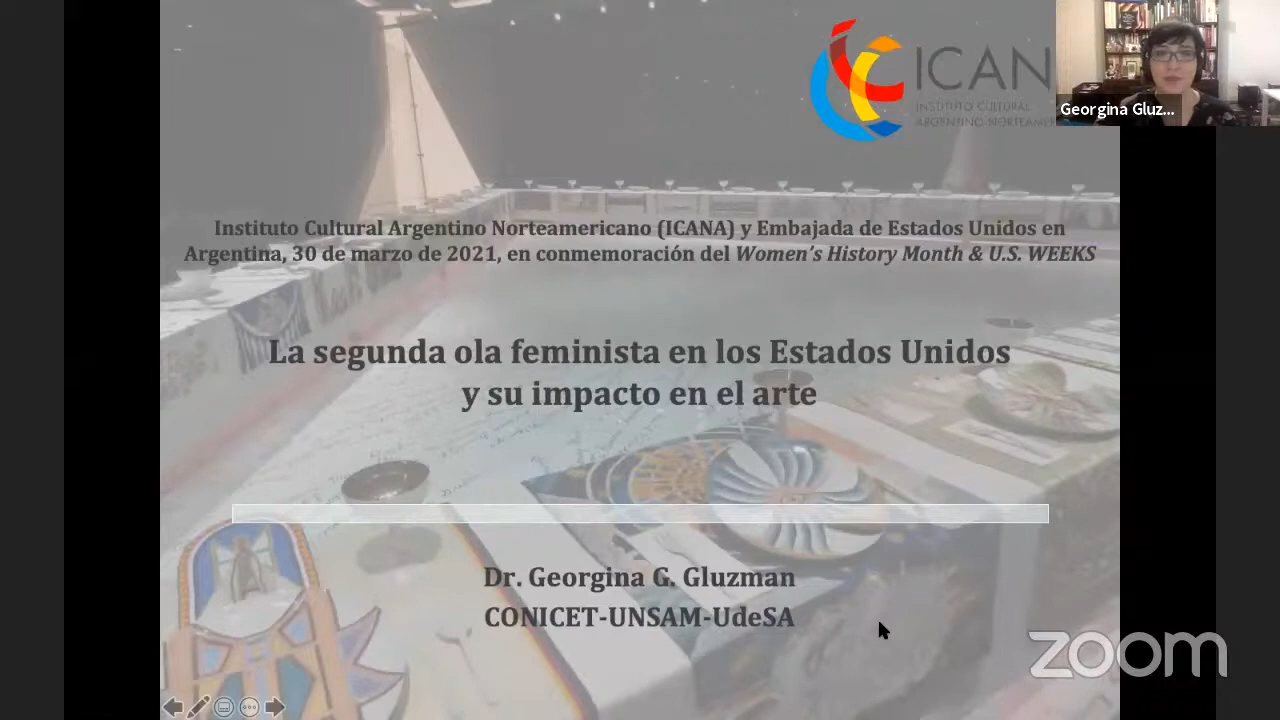 ICAN
INSTITUTO CULTURAL
ARGENTINO NORTEAMER
Georgina Gluz...
Instituto Cultural Argentino Norteamericano (ICANA) y Embajada de Estados Unidos en
Argentina, 30 de marzo de 2021, en conmemoración del Women's History Month & U.S. WEEKS
La segunda ola feminista en los Estados Unidos
y su impacto en el arte
Dr. Georgina G. Gluzman
CONICET-UNSAM-UdeSA
zoom